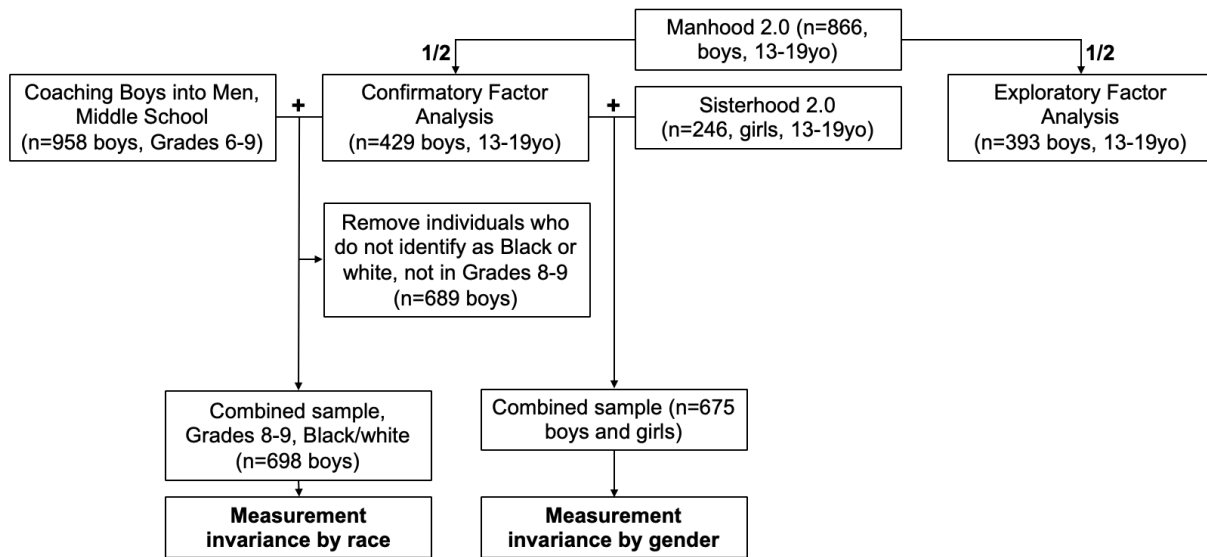 Manhood 2.0 (n=866,
boys, 13-19yo)
1/2
1/2
Coaching Boys into Men,
Middle School
(n=958 boys, Grades 6-9)
+
Confirmatory Factor
Analysis
(n=429 boys, 13-19yo)
+
Sisterhood 2.0
(n=246, girls, 13-19yo)
Exploratory Factor
Analysis
(n=393 boys, 13-19yo)
Remove individuals who
do not identify as Black or
white, not in Grades 8-9
(n=689 boys)
Combined sample,
Grades 8-9, Black/white
(n=698 boys)
Combined sample (n=675
boys and girls)
Measurement
invariance by race
Measurement
invariance by gender